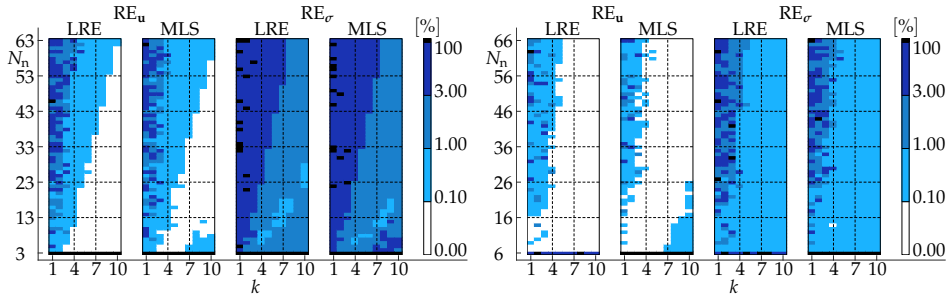 RE_u RE_σ [%]
LRE MLS LRE MLS
63 53 43 33 23 13 3
N_n
100
3.00
1.00
0.10
0.00
1 4 7 10 1 4 7 10 1 4 7 10 1 4 7 10
k
RE_u RE_σ [%]
LRE MLS LRE MLS
66 56 46 36 26 16 6
N_n
100
3.00
1.00
0.10
0.00
1 4 7 10 1 4 7 10 1 4 7 10 1 4 7 10
k